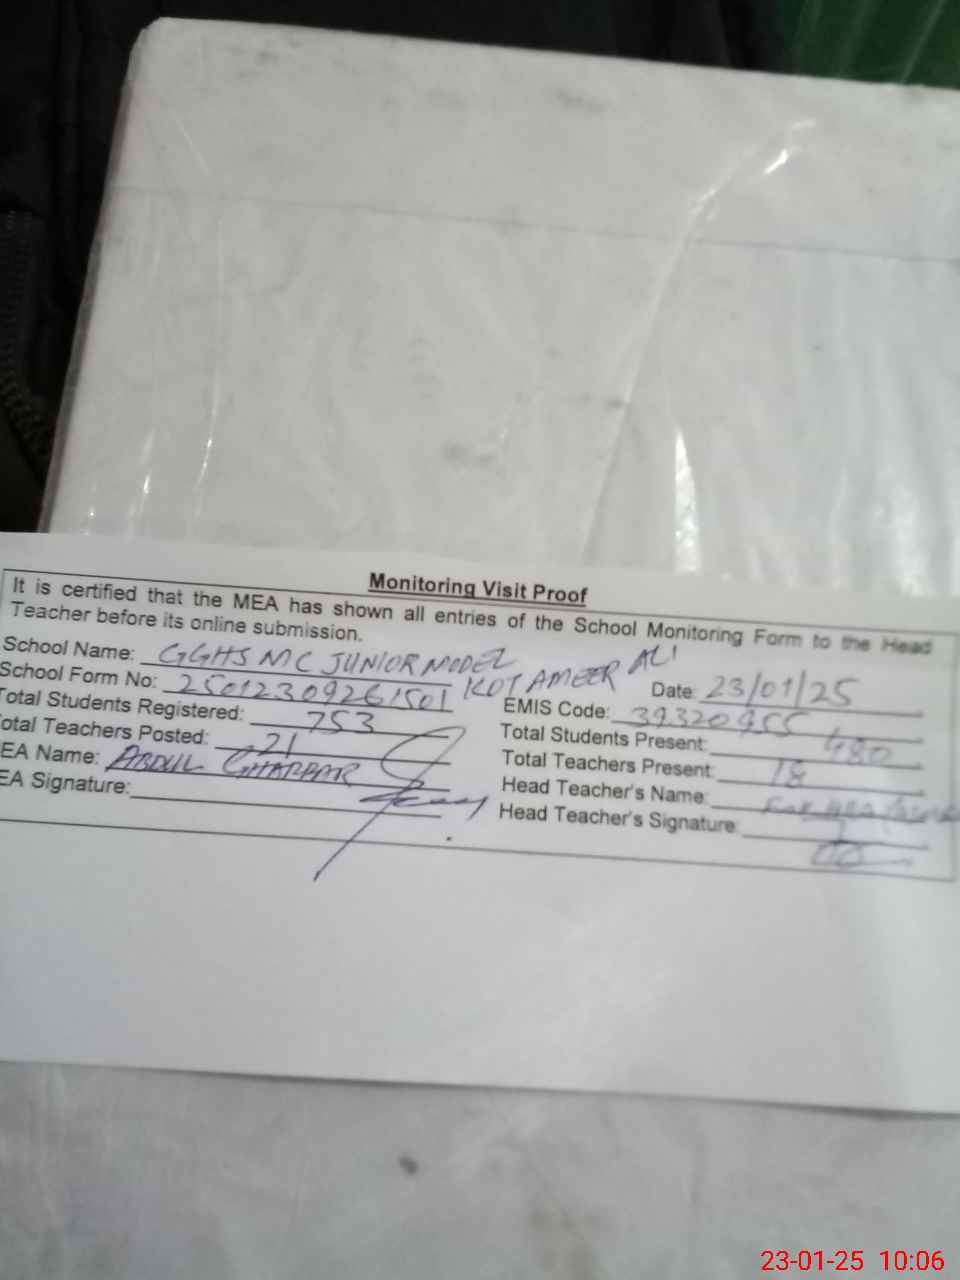 Monitoring Visit Proof
It is certified that the MEA has shown all entries of the School Monitoring Form to the Head
Teacher before its online submission.
School Name: GGHS MC JUNIOR MODEL KOT AMEER ALI
School Form No: 25012309261501 Date: 23/01/25
Total Students Registered: 753 EMIS Code: 39320955
Total Teachers Posted: 21 Total Students Present: 480
EA Name: ABDUL GHAFFAR Total Teachers Present: 18
EA Signature: Head Teacher's Name:
Head Teacher's Signature:
23-01-25 10:06